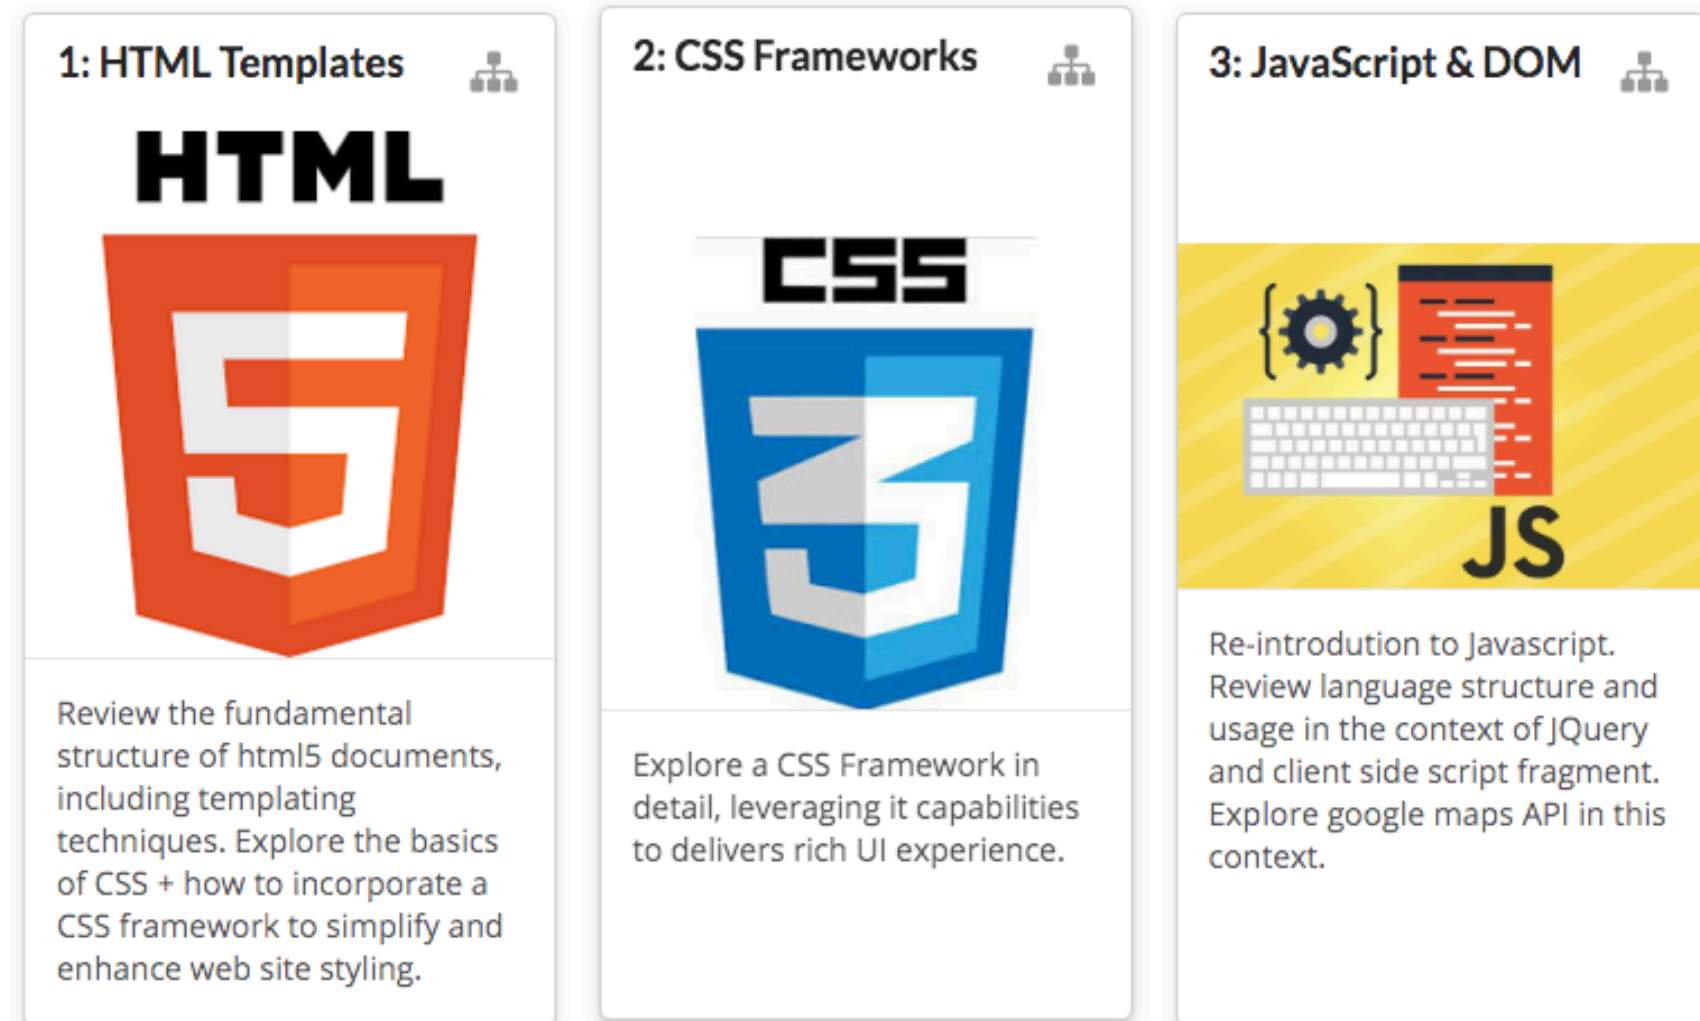 1: HTML Templates
HTML
5
Review the fundamental
structure of html5 documents,
including templating
techniques. Explore the basics
of CSS + how to incorporate a
CSS framework to simplify and
enhance web site styling.
2: CSS Frameworks
CSS
3
Explore a CSS Framework in
detail, leveraging it capabilities
to delivers rich UI experience.
3: JavaScript & DOM
{ }
JS
Re-introdution to Javascript.
Review language structure and
usage in the context of JQuery
and client side script fragment.
Explore google maps API in this
context.